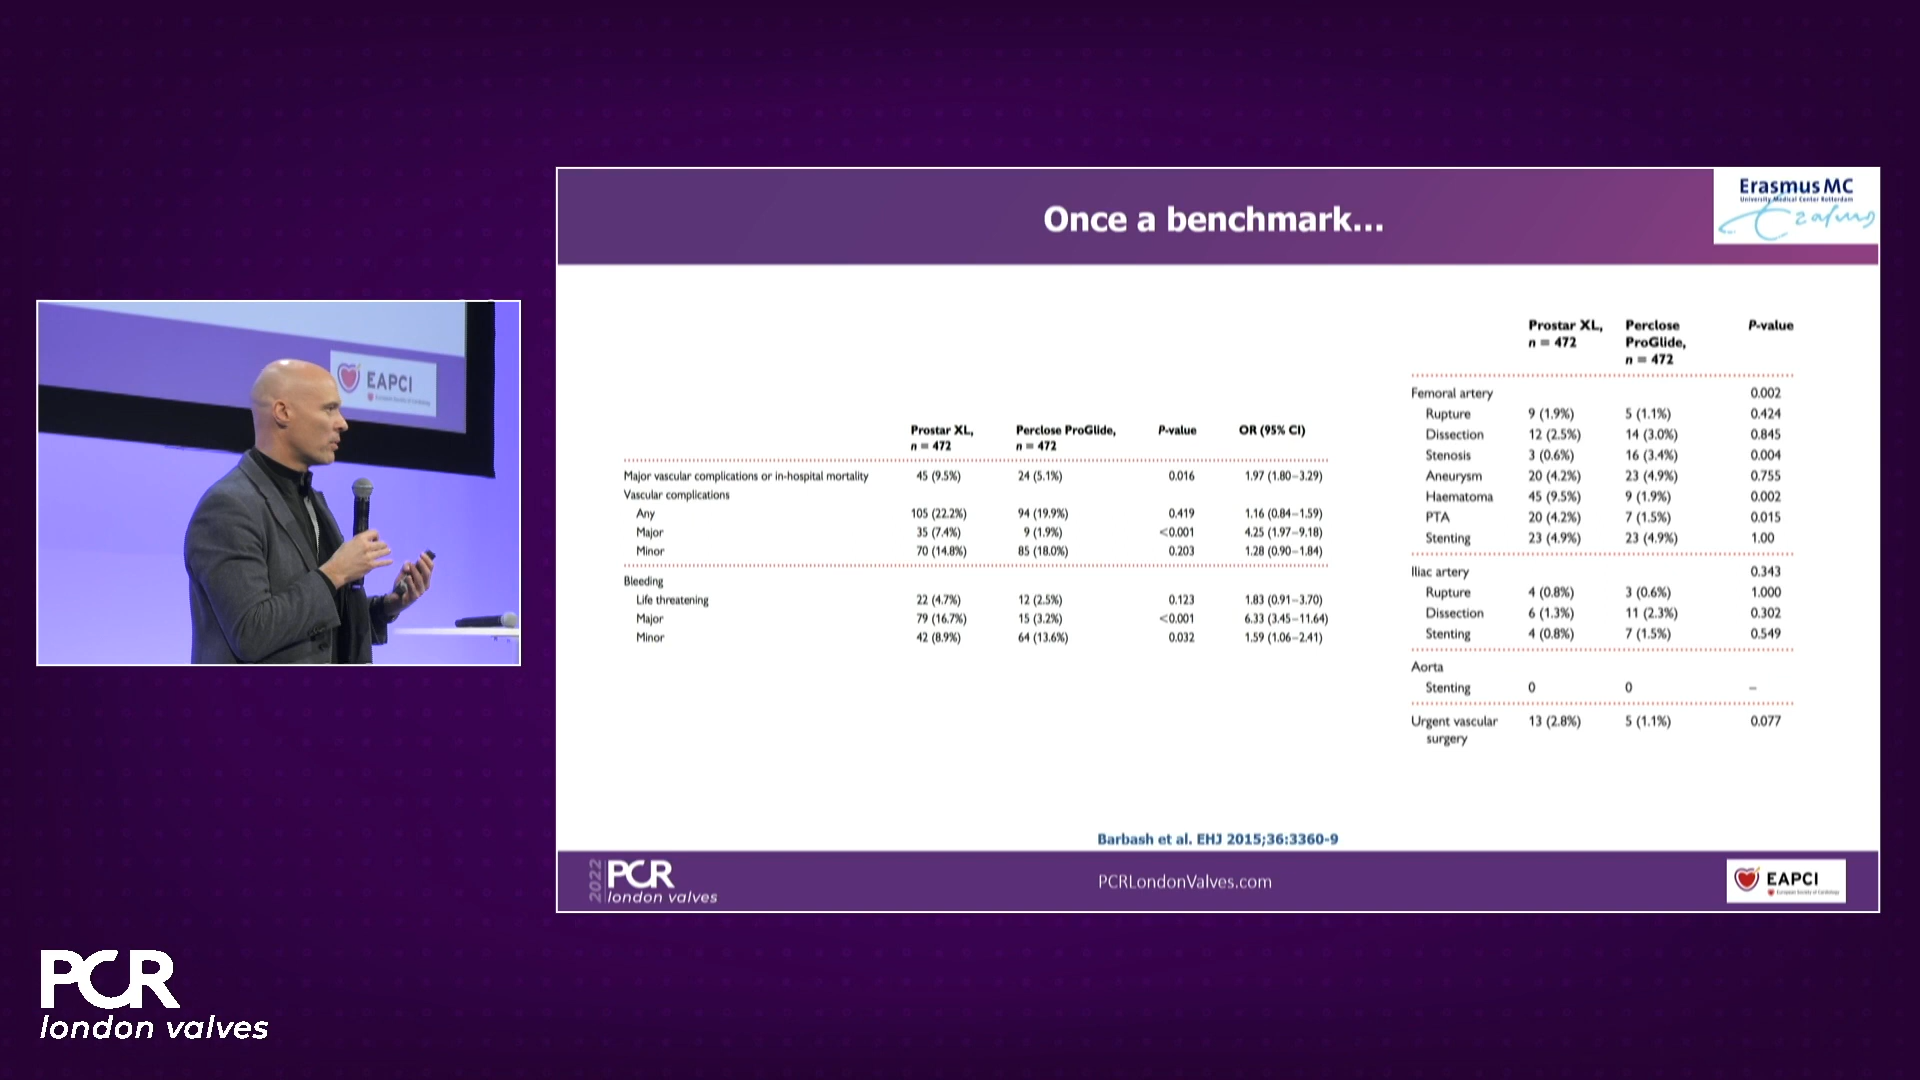 Once a benchmark...
Erasmus MC
University Medical Center Rotterdam
Erasmus
EAPCI
European Society of Cardiology
Prostar XL, n = 472 Perclose ProGlide, n = 472 P-value OR (95% CI)
Major vascular complications or in-hospital mortality 45 (9.5%) 24 (5.1%) 0.016 1.97 (1.80–3.29)
Vascular complications
Any 105 (22.2%) 94 (19.9%) 0.419 1.16 (0.84–1.59)
Major 35 (7.4%) 9 (1.9%) <0.001 4.25 (1.97–9.18)
Minor 70 (14.8%) 85 (18.0%) 0.203 1.28 (0.90–1.84)
Bleeding
Life threatening 22 (4.7%) 12 (2.5%) 0.123 1.83 (0.91–3.70)
Major 79 (16.7%) 15 (3.2%) <0.001 6.33 (3.45–11.64)
Minor 42 (8.9%) 64 (13.6%) 0.032 1.59 (1.06–2.41)
Prostar XL, n = 472 Perclose ProGlide, n = 472 P-value
Femoral artery 0.002
Rupture 9 (1.9%) 5 (1.1%) 0.424
Dissection 12 (2.5%) 14 (3.0%) 0.845
Stenosis 3 (0.6%) 16 (3.4%) 0.004
Aneurysm 20 (4.2%) 23 (4.9%) 0.755
Haematoma 45 (9.5%) 9 (1.9%) 0.002
PTA 20 (4.2%) 7 (1.5%) 0.015
Stenting 23 (4.9%) 23 (4.9%) 1.00
Iliac artery 0.343
Rupture 4 (0.8%) 3 (0.6%) 1.000
Dissection 6 (1.3%) 11 (2.3%) 0.302
Stenting 4 (0.8%) 7 (1.5%) 0.549
Aorta
Stenting 0 0 –
Urgent vascular surgery 13 (2.8%) 5 (1.1%) 0.077
Barbash et al. EHJ 2015;36:3360-9
2022 PCR
london valves
PCRLondonValves.com
EAPCI
European Society of Cardiology
PCR
london valves